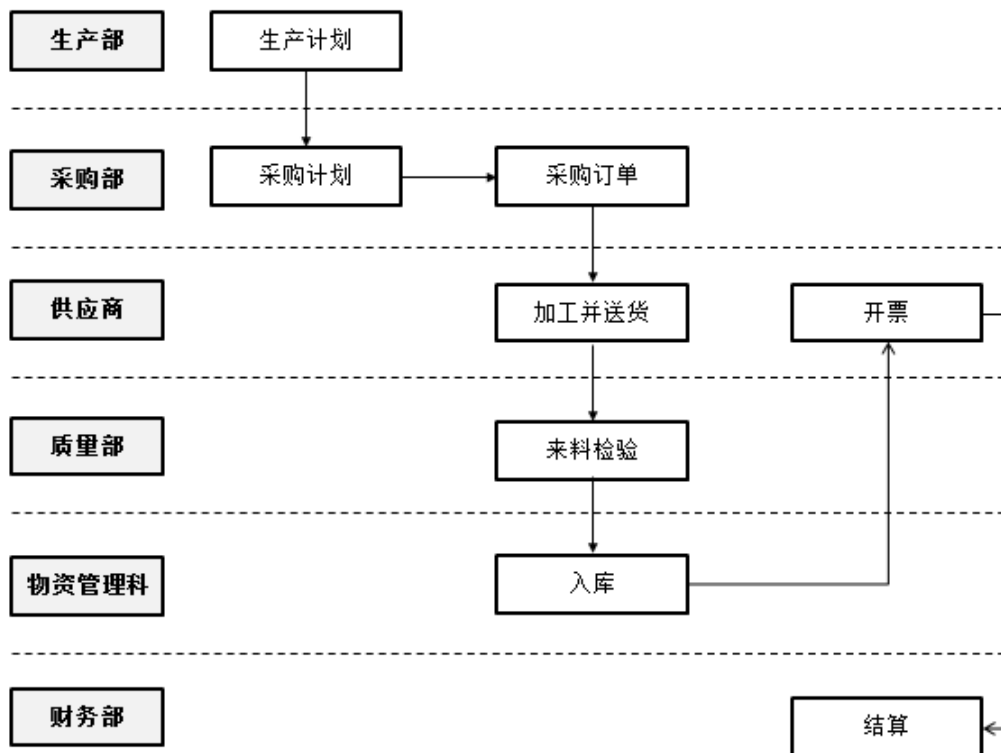 生产部
生产计划
采购部
采购计划
采购订单
供应商
加工并送货
开票
质量部
来料检验
物资管理科
入库
财务部
结算